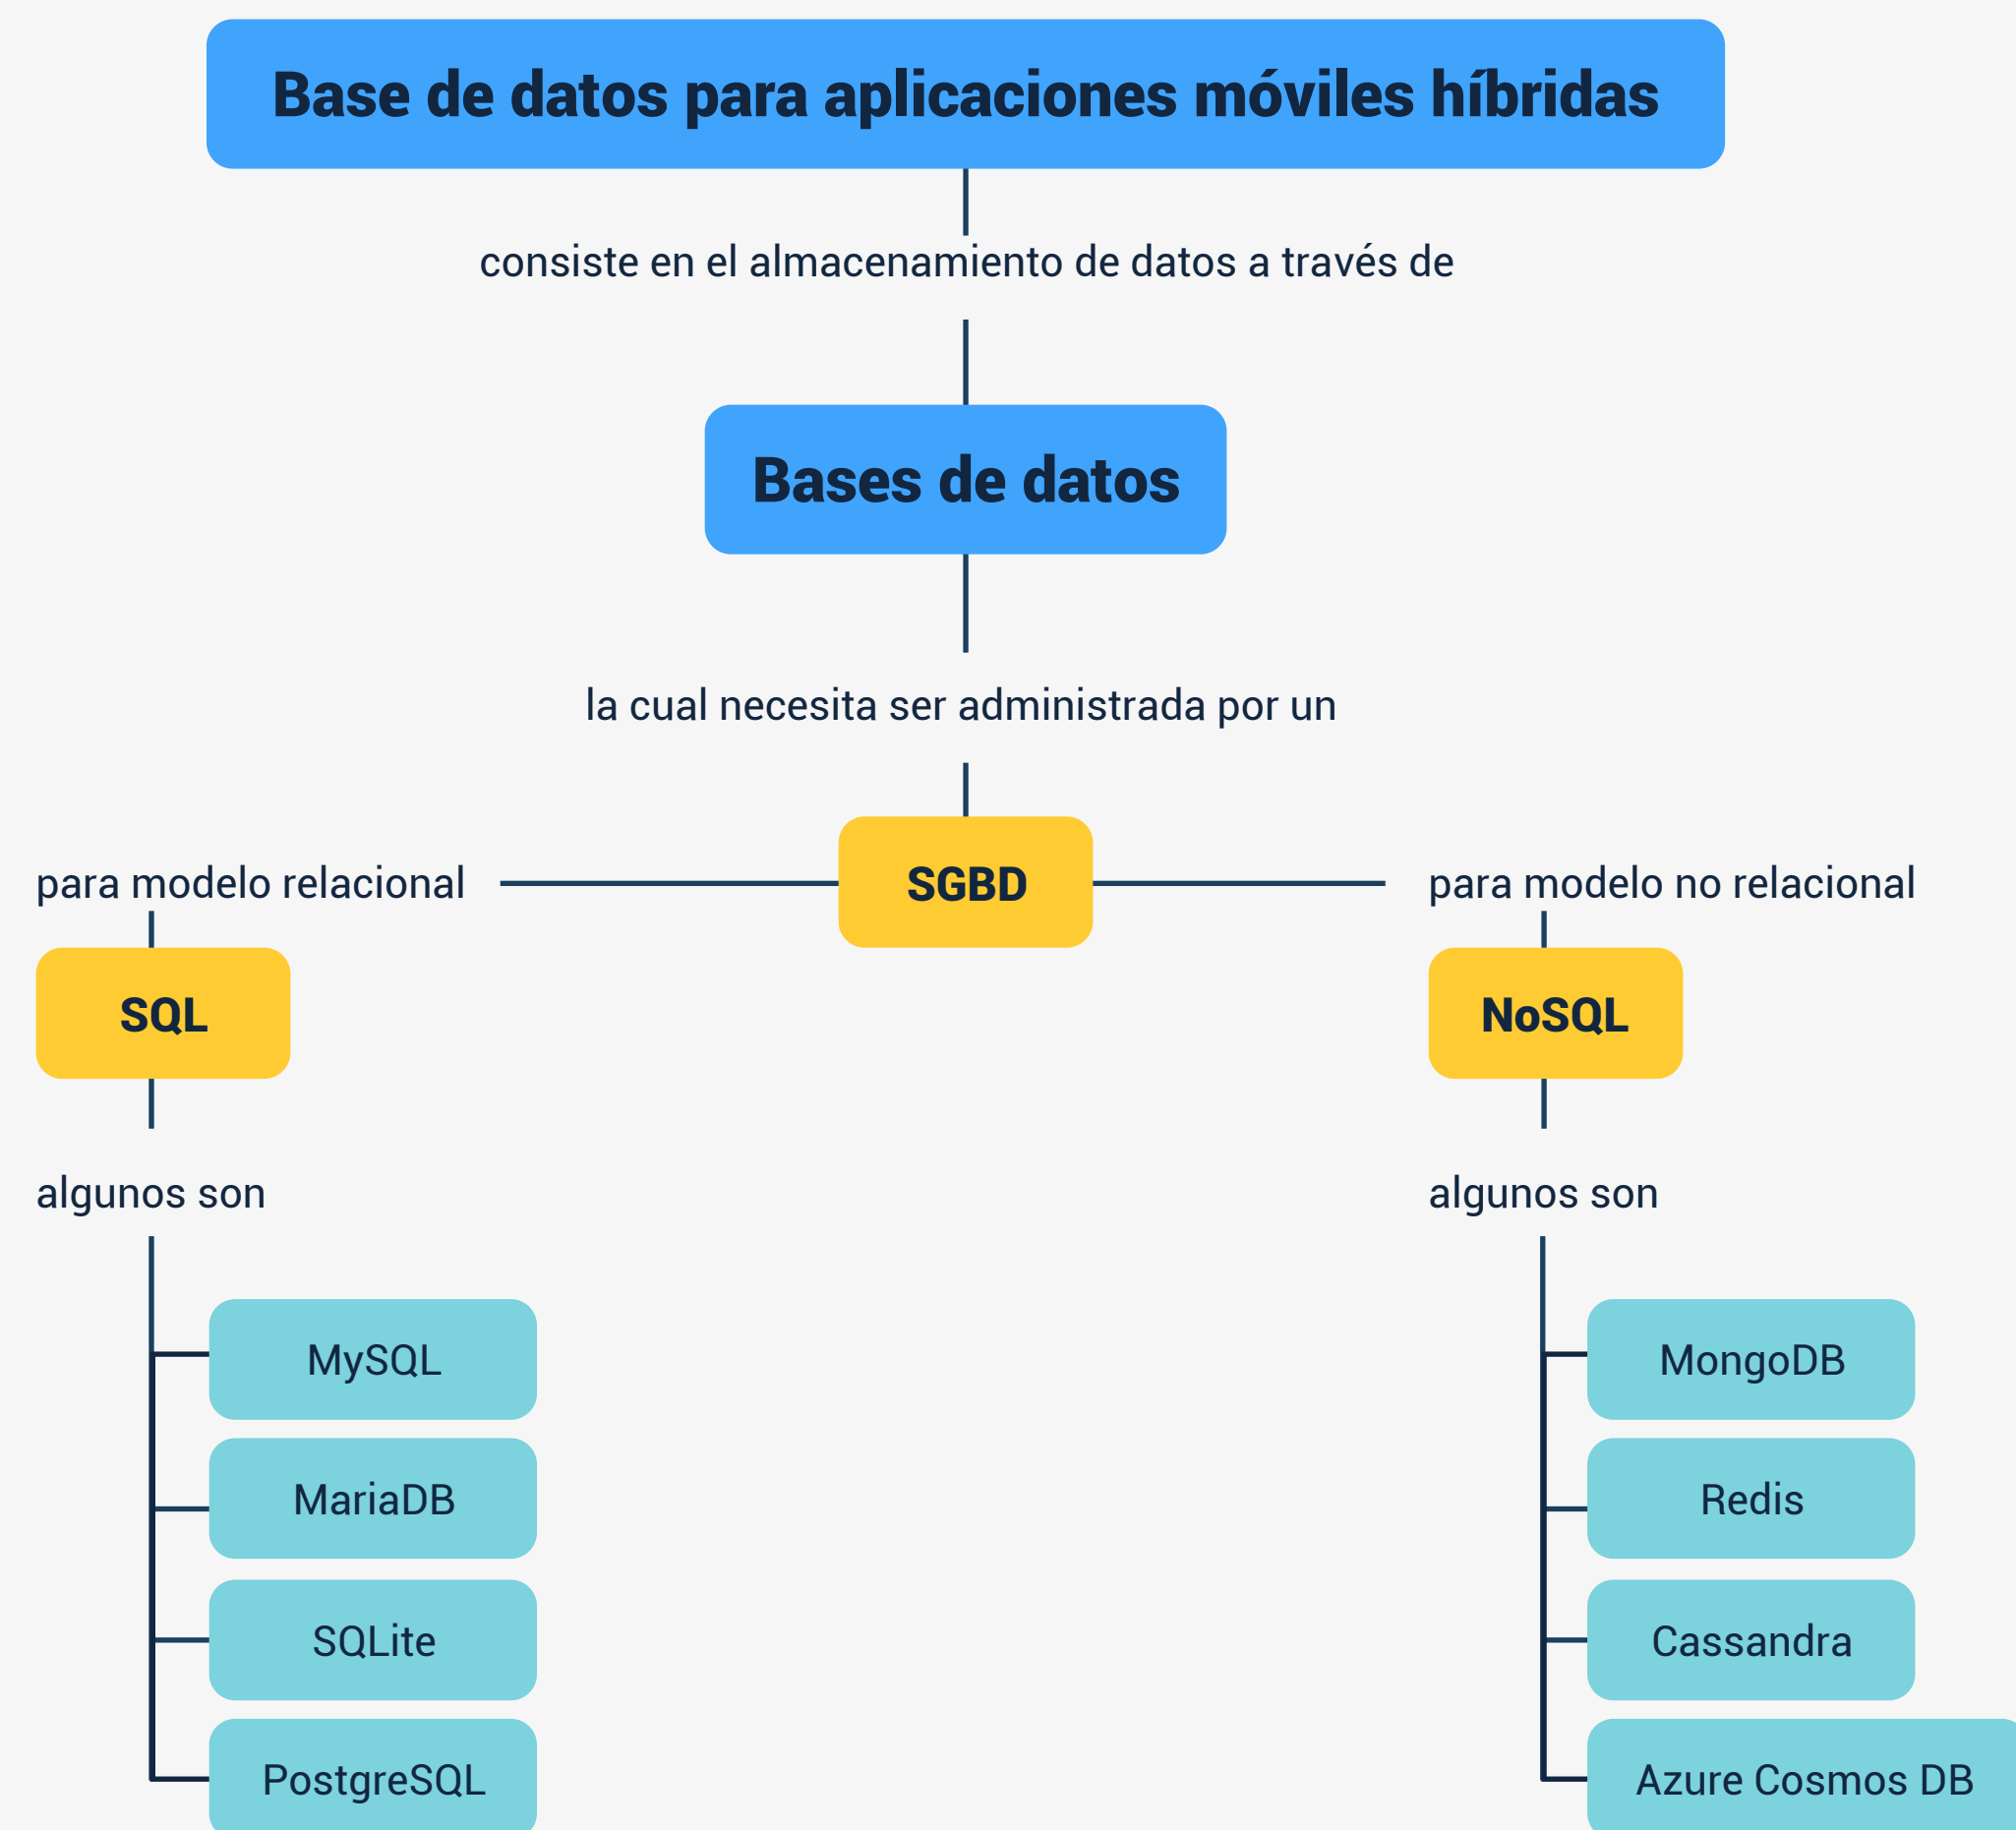 Base de datos para aplicaciones móviles híbridas
consiste en el almacenamiento de datos a través de
Bases de datos
la cual necesita ser administrada por un
SGBD
para modelo relacional
SQL
algunos son
MySQL
MariaDB
SQLite
PostgreSQL
para modelo no relacional
NoSQL
algunos son
MongoDB
Redis
Cassandra
Azure Cosmos DB